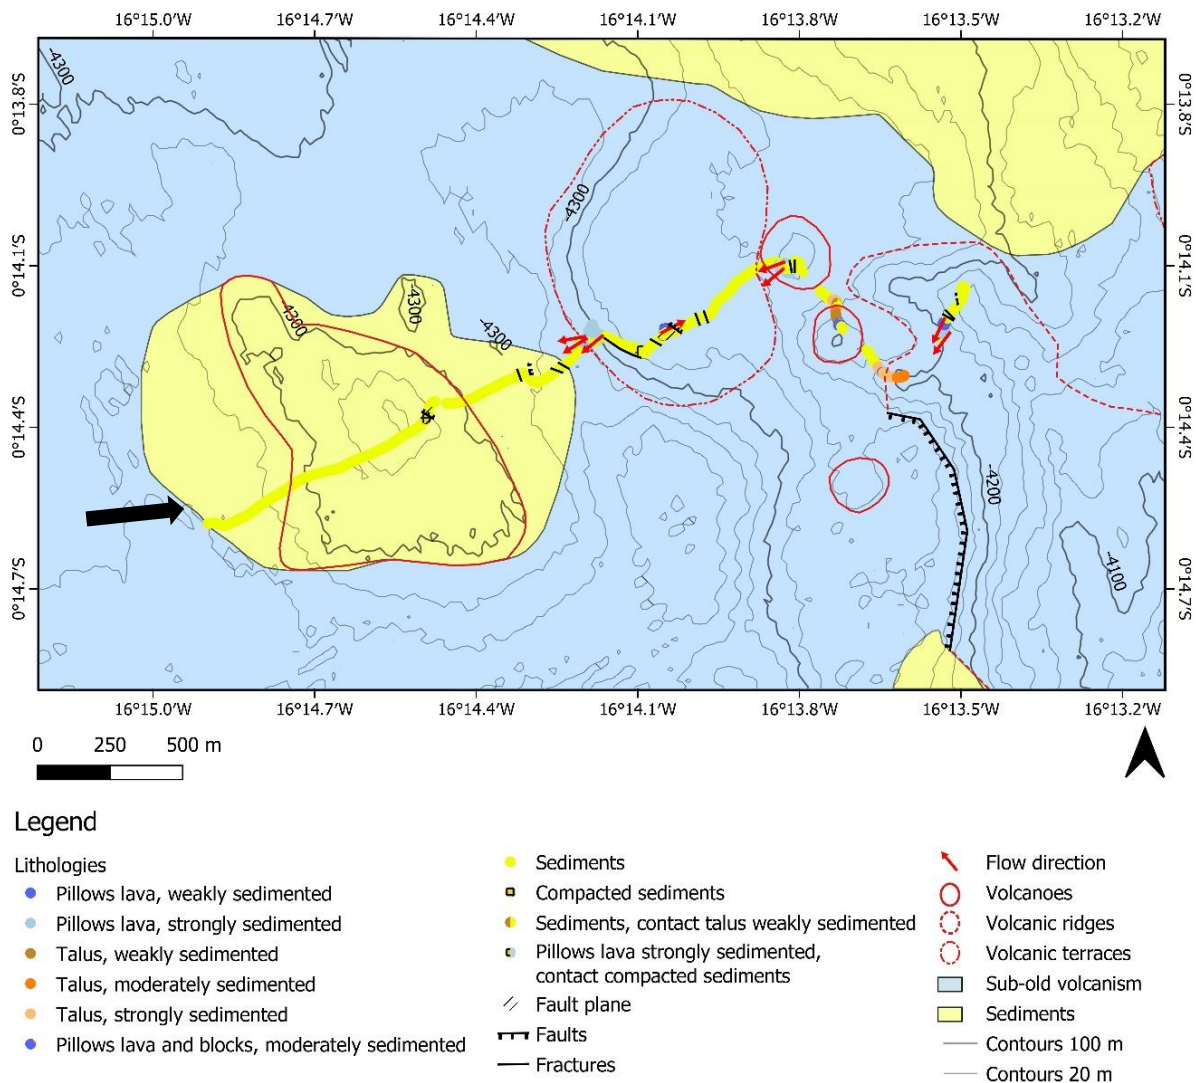 16°15.0'W 16°14.7'W 16°14.4'W 16°14.1'W 16°13.8'W 16°13.5'W 16°13.2'W
-4300
0°13.8'S 0°13.8'S
-4300
0°14.1'S 0°14.1'S
-4300 -4300 -4300
0°14.4'S 0°14.4'S
-4200
-4100
0°14.7'S 0°14.7'S
16°15.0'W 16°14.7'W 16°14.4'W 16°14.1'W 16°13.8'W 16°13.5'W 16°13.2'W
0 250 500 m
Legend
Lithologies
Pillows lava, weakly sedimented
Pillows lava, strongly sedimented
Talus, weakly sedimented
Talus, moderately sedimented
Talus, strongly sedimented
Pillows lava and blocks, moderately sedimented
Sediments
Compacted sediments
Sediments, contact talus weakly sedimented
Pillows lava strongly sedimented,
contact compacted sediments
Fault plane
Faults
Fractures
Flow direction
Volcanoes
Volcanic ridges
Volcanic terraces
Sub-old volcanism
Sediments
Contours 100 m
Contours 20 m